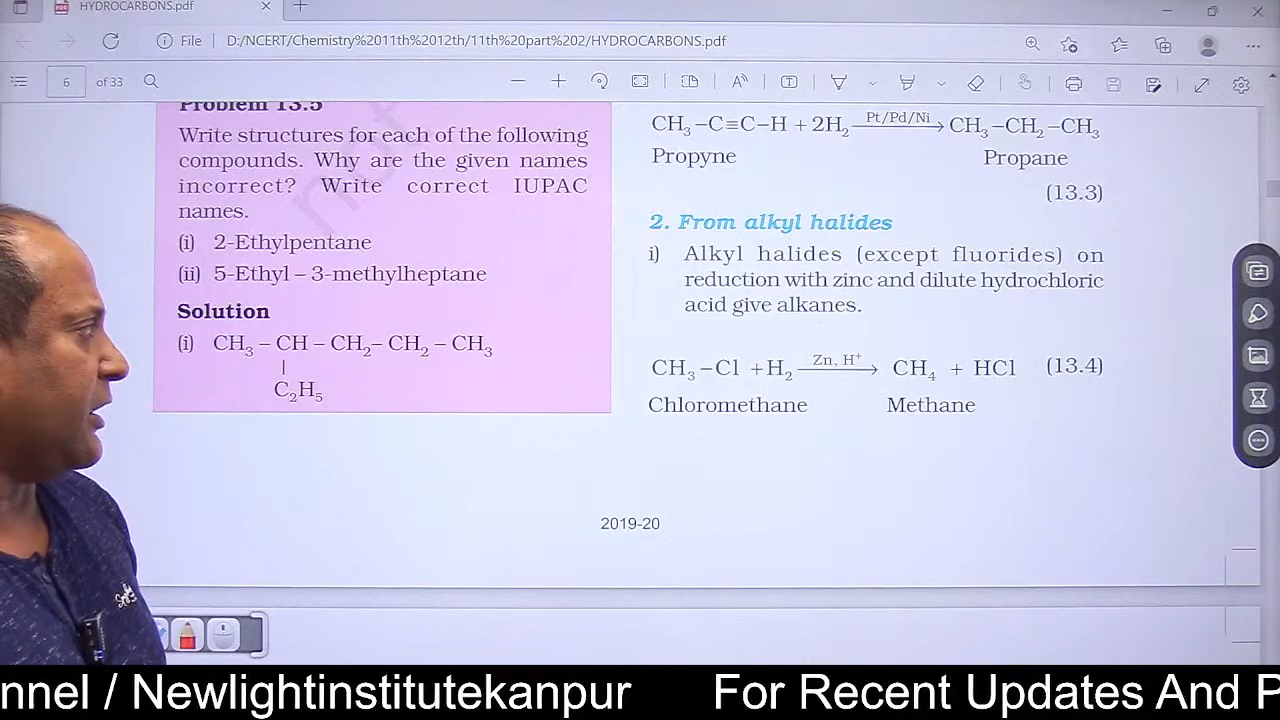 HYDROCARBONS.pdf
File
D:/NCERT/Chemistry%2011th%2012th/11th%20part%202/HYDROCARBONS.pdf
6 of 33
Problem 13.5
Write structures for each of the following
compounds. Why are the given names
incorrect? Write correct IUPAC
names.
(i) 2-Ethylpentane
(ii) 5-Ethyl – 3-methylheptane
Solution
(i) CH₃ – CH – CH₂– CH₂ – CH₃
|
C₂H₅
Pt/Pd/Ni
CH₃–C≡C–H + 2H₂ ⟶ CH₃–CH₂–CH₃
Propyne Propane
(13.3)
2. From alkyl halides
i) Alkyl halides (except fluorides) on
reduction with zinc and dilute hydrochloric
acid give alkanes.
Zn, H⁺
CH₃–Cl + H₂ ⟶ CH₄ + HCl (13.4)
Chloromethane Methane
2019-20
nnel / Newlightinstitutekanpur For Recent Updates And P